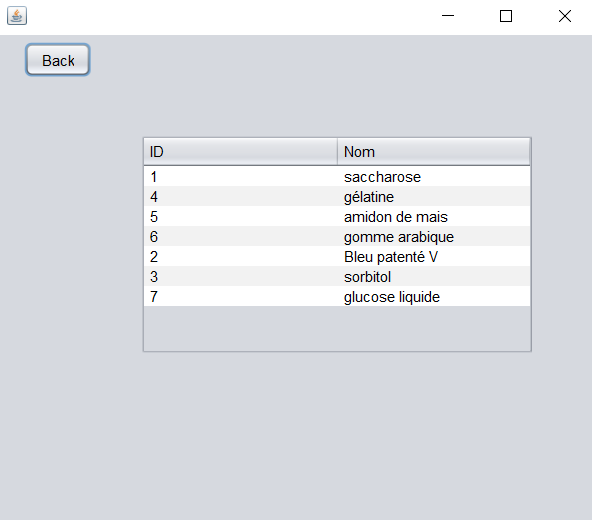 Back
ID Nom
1 saccharose
4 gélatine
5 amidon de mais
6 gomme arabique
2 Bleu patenté V
3 sorbitol
7 glucose liquide